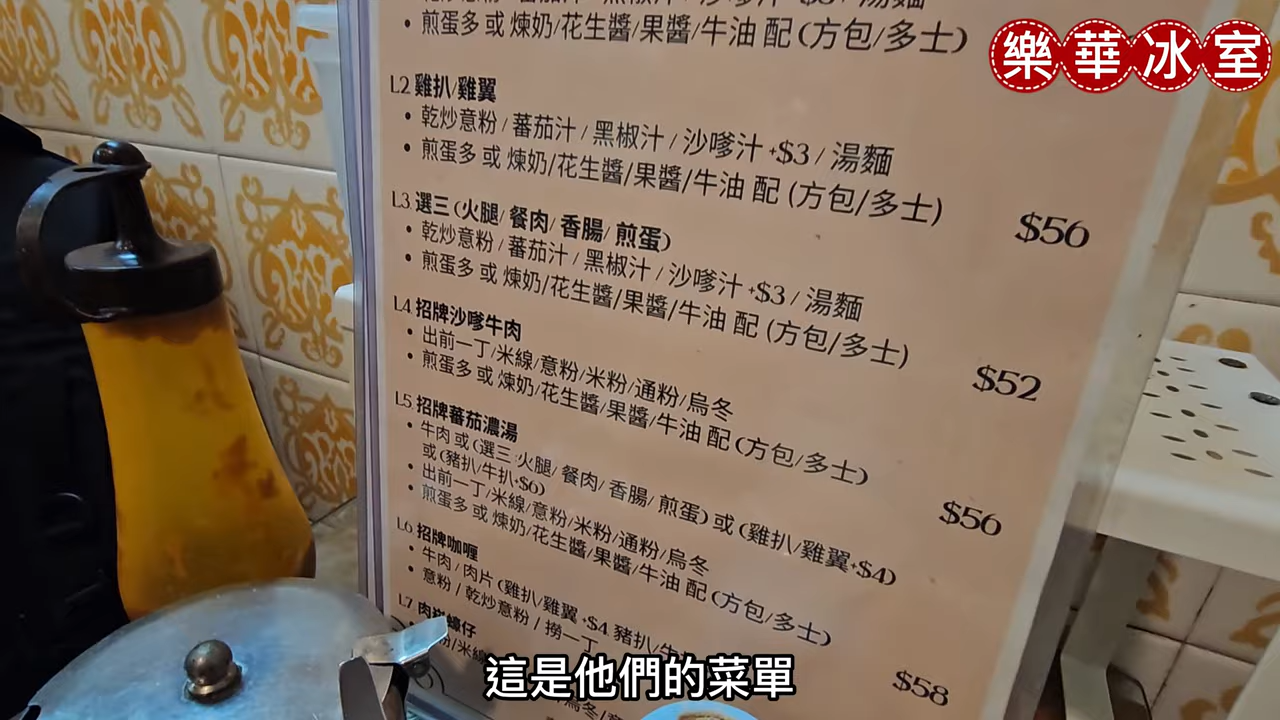 樂華冰室
煎蛋多 或 煉奶/花生醬/果醬/牛油 配 (方包/多士)
L2 雞扒/雞翼
• 乾炒意粉 / 蕃茄汁 / 黑椒汁 / 沙嗲汁 +$3 / 湯麵
• 煎蛋多 或 煉奶/花生醬/果醬/牛油 配 (方包/多士)
$56
L3 選三 (火腿/ 餐肉/ 香腸/ 煎蛋)
• 乾炒意粉 / 蕃茄汁 / 黑椒汁 / 沙嗲汁 +$3 / 湯麵
• 煎蛋多 或 煉奶/花生醬/果醬/牛油 配 (方包/多士)
$52
L4 招牌沙嗲牛肉
• 出前一丁/米線/意粉/米粉/通粉/烏冬
• 煎蛋多 或 煉奶/花生醬/果醬/牛油 配 (方包/多士)
$56
L5 招牌蕃茄濃湯
• 牛肉 或 (選三 :火腿/ 餐肉/ 香腸/ 煎蛋) 或 (雞扒/雞翼+$4)
或 (豬扒/牛扒+$6)
• 出前一丁/米線/意粉/米粉/通粉/烏冬
• 煎蛋多 或 煉奶/花生醬/果醬/牛油 配 (方包/多士)
$58
L6 招牌咖喱
• 牛肉 / 肉片 (雞扒/雞翼 +$4 豬扒/牛
• 意粉 / 乾炒意粉 / 撈一丁
L7 肉崧蠔仔
粉/米線
烏冬/
這是他們的菜單